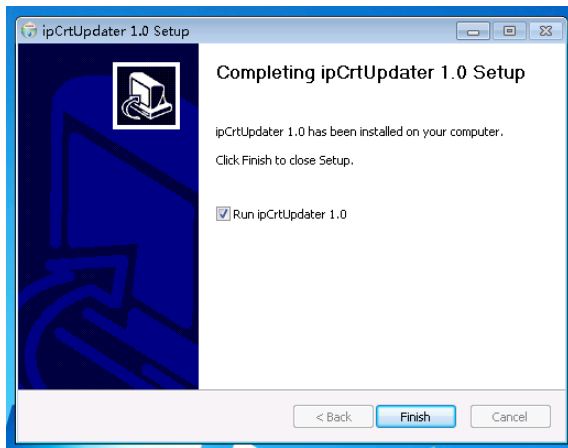 ipCrtUpdater 1.0 Setup
Completing ipCrtUpdater 1.0 Setup
ipCrtUpdater 1.0 has been installed on your computer.
Click Finish to close Setup.
Run ipCrtUpdater 1.0
< Back Finish Cancel